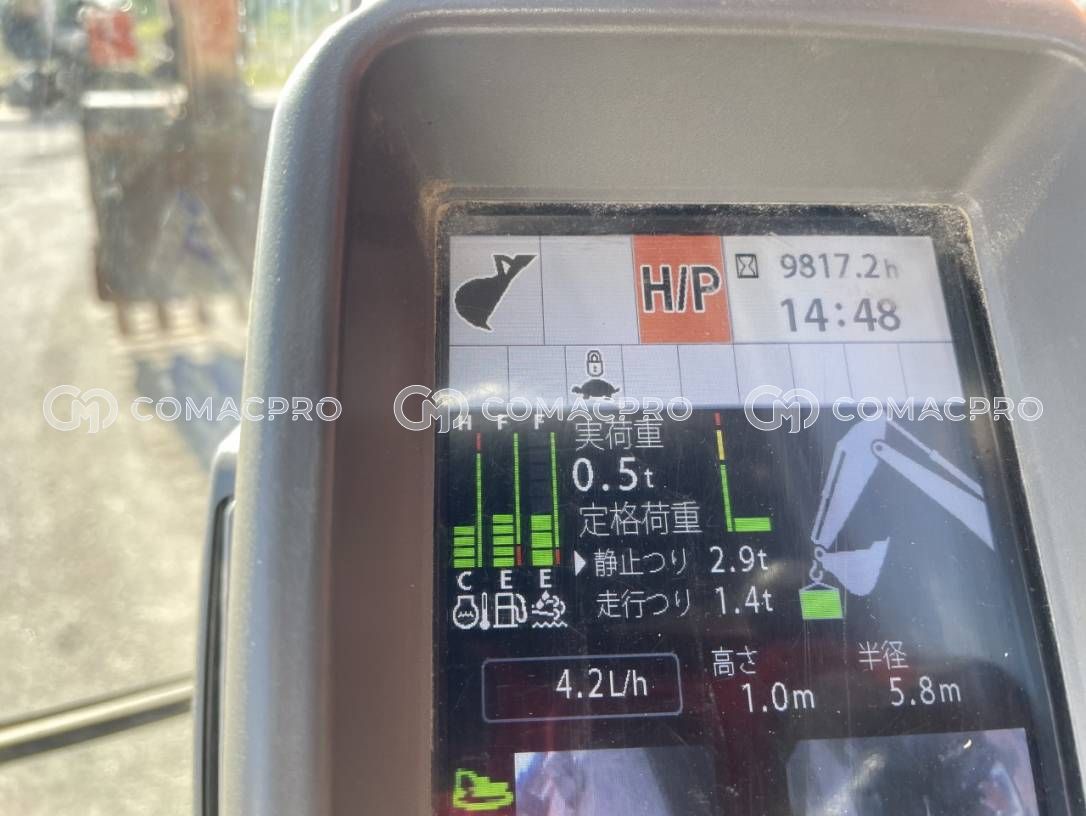 H/P
9817.2h
14:48
COMACPRO COMACPRO COMACPRO
H F F
実荷重
0.5t
定格荷重
静止つり 2.9t
走行つり 1.4t
C E E
4.2L/h
高さ
1.0m
半径
5.8m